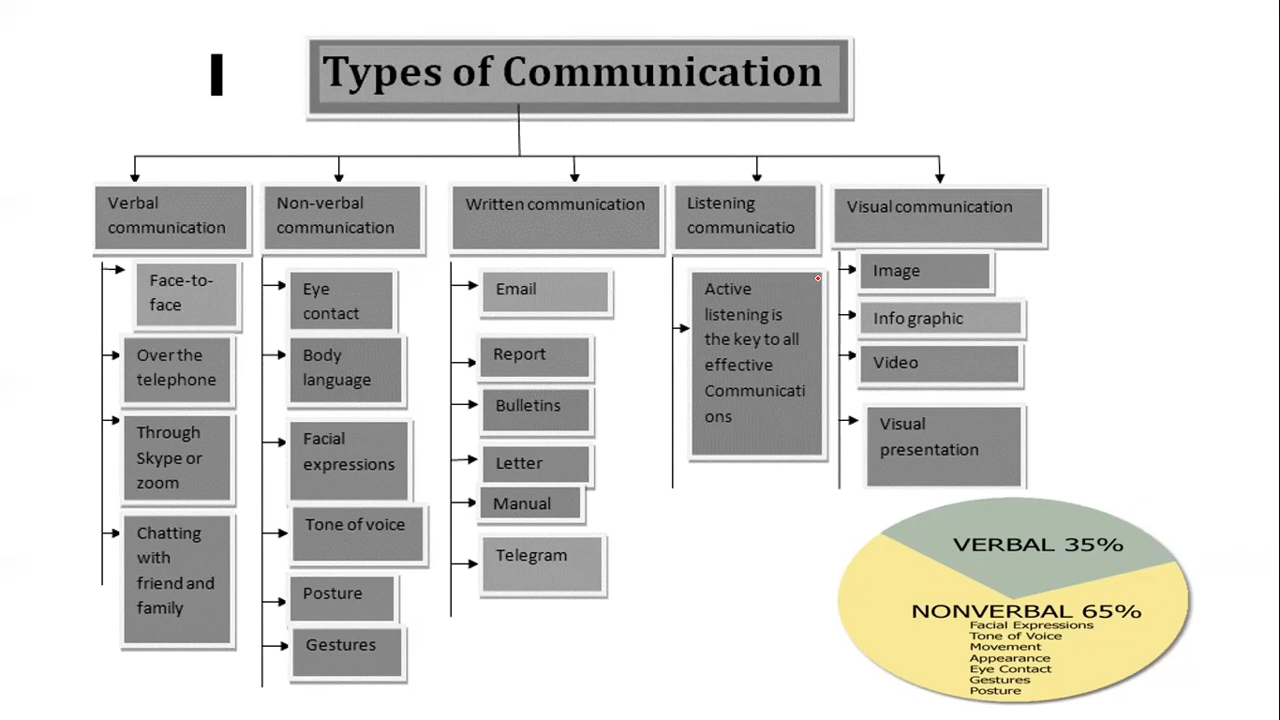 Types of Communication
Verbal
communication
Face-to-
face
Over the
telephone
Through
Skype or
zoom
Chatting
with
friend and
family
Non-verbal
communication
Eye
contact
Body
language
Facial
expressions
Tone of voice
Posture
Gestures
Written communication
Email
Report
Bulletins
Letter
Manual
Telegram
Listening
communicatio
Active
listening is
the key to all
effective
Communicati
ons
Visual communication
Image
Info graphic
Video
Visual
presentation
VERBAL 35%
NONVERBAL 65%
Facial Expressions
Tone of Voice
Movement
Appearance
Eye Contact
Gestures
Posture